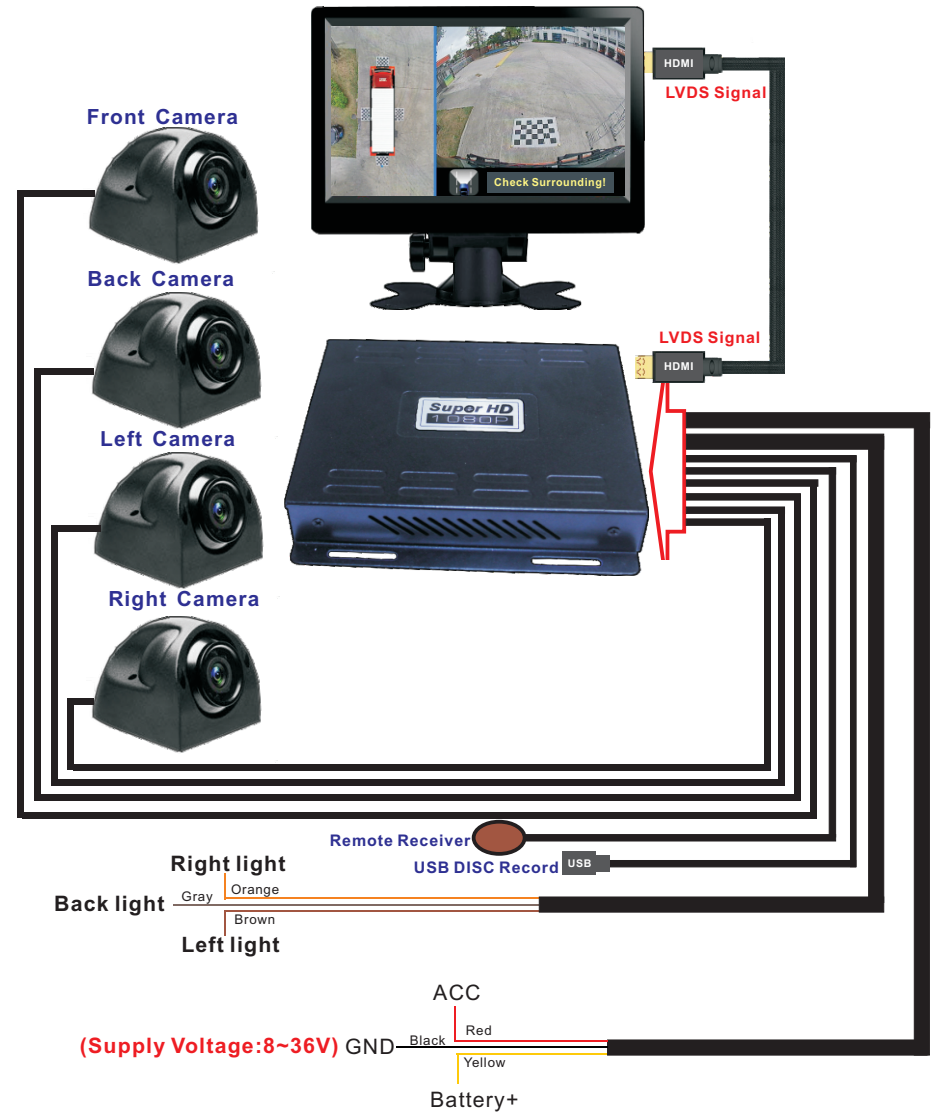 HDMI
LVDS Signal
Front Camera
Check Surrounding!
Back Camera
LVDS Signal
HDMI
Super HD
1080P
Left Camera
Right Camera
Remote Receiver
USB DISC Record
USB
Right light
Orange
Back light
Gray
Brown
Left light
ACC
Red
(Supply Voltage:8~36V) GND
Black
Yellow
Battery+